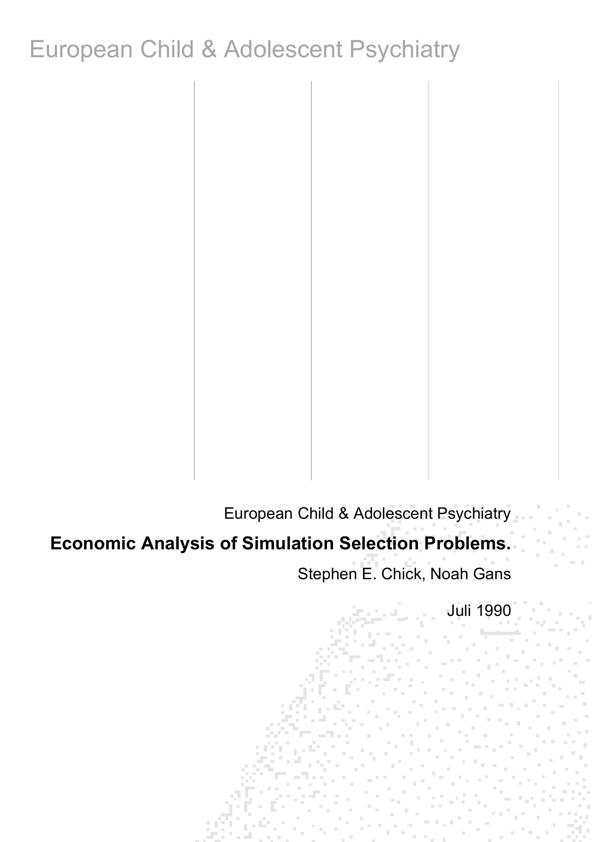 European Child & Adolescent Psychiatry
European Child & Adolescent Psychiatry
Economic Analysis of Simulation Selection Problems.
Stephen E. Chick, Noah Gans
Juli 1990